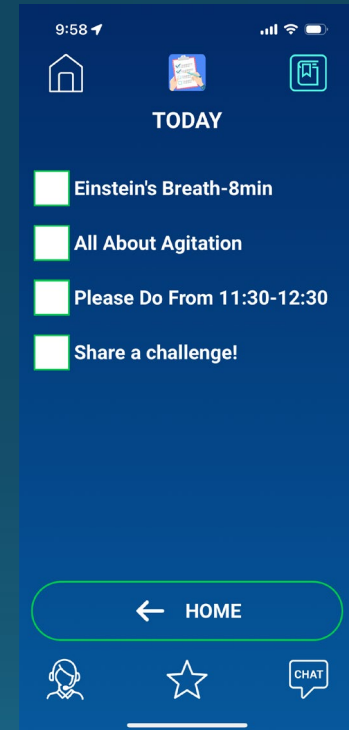 9:58
TODAY
Einstein's Breath-8min
All About Agitation
Please Do From 11:30-12:30
Share a challenge!
HOME
CHAT